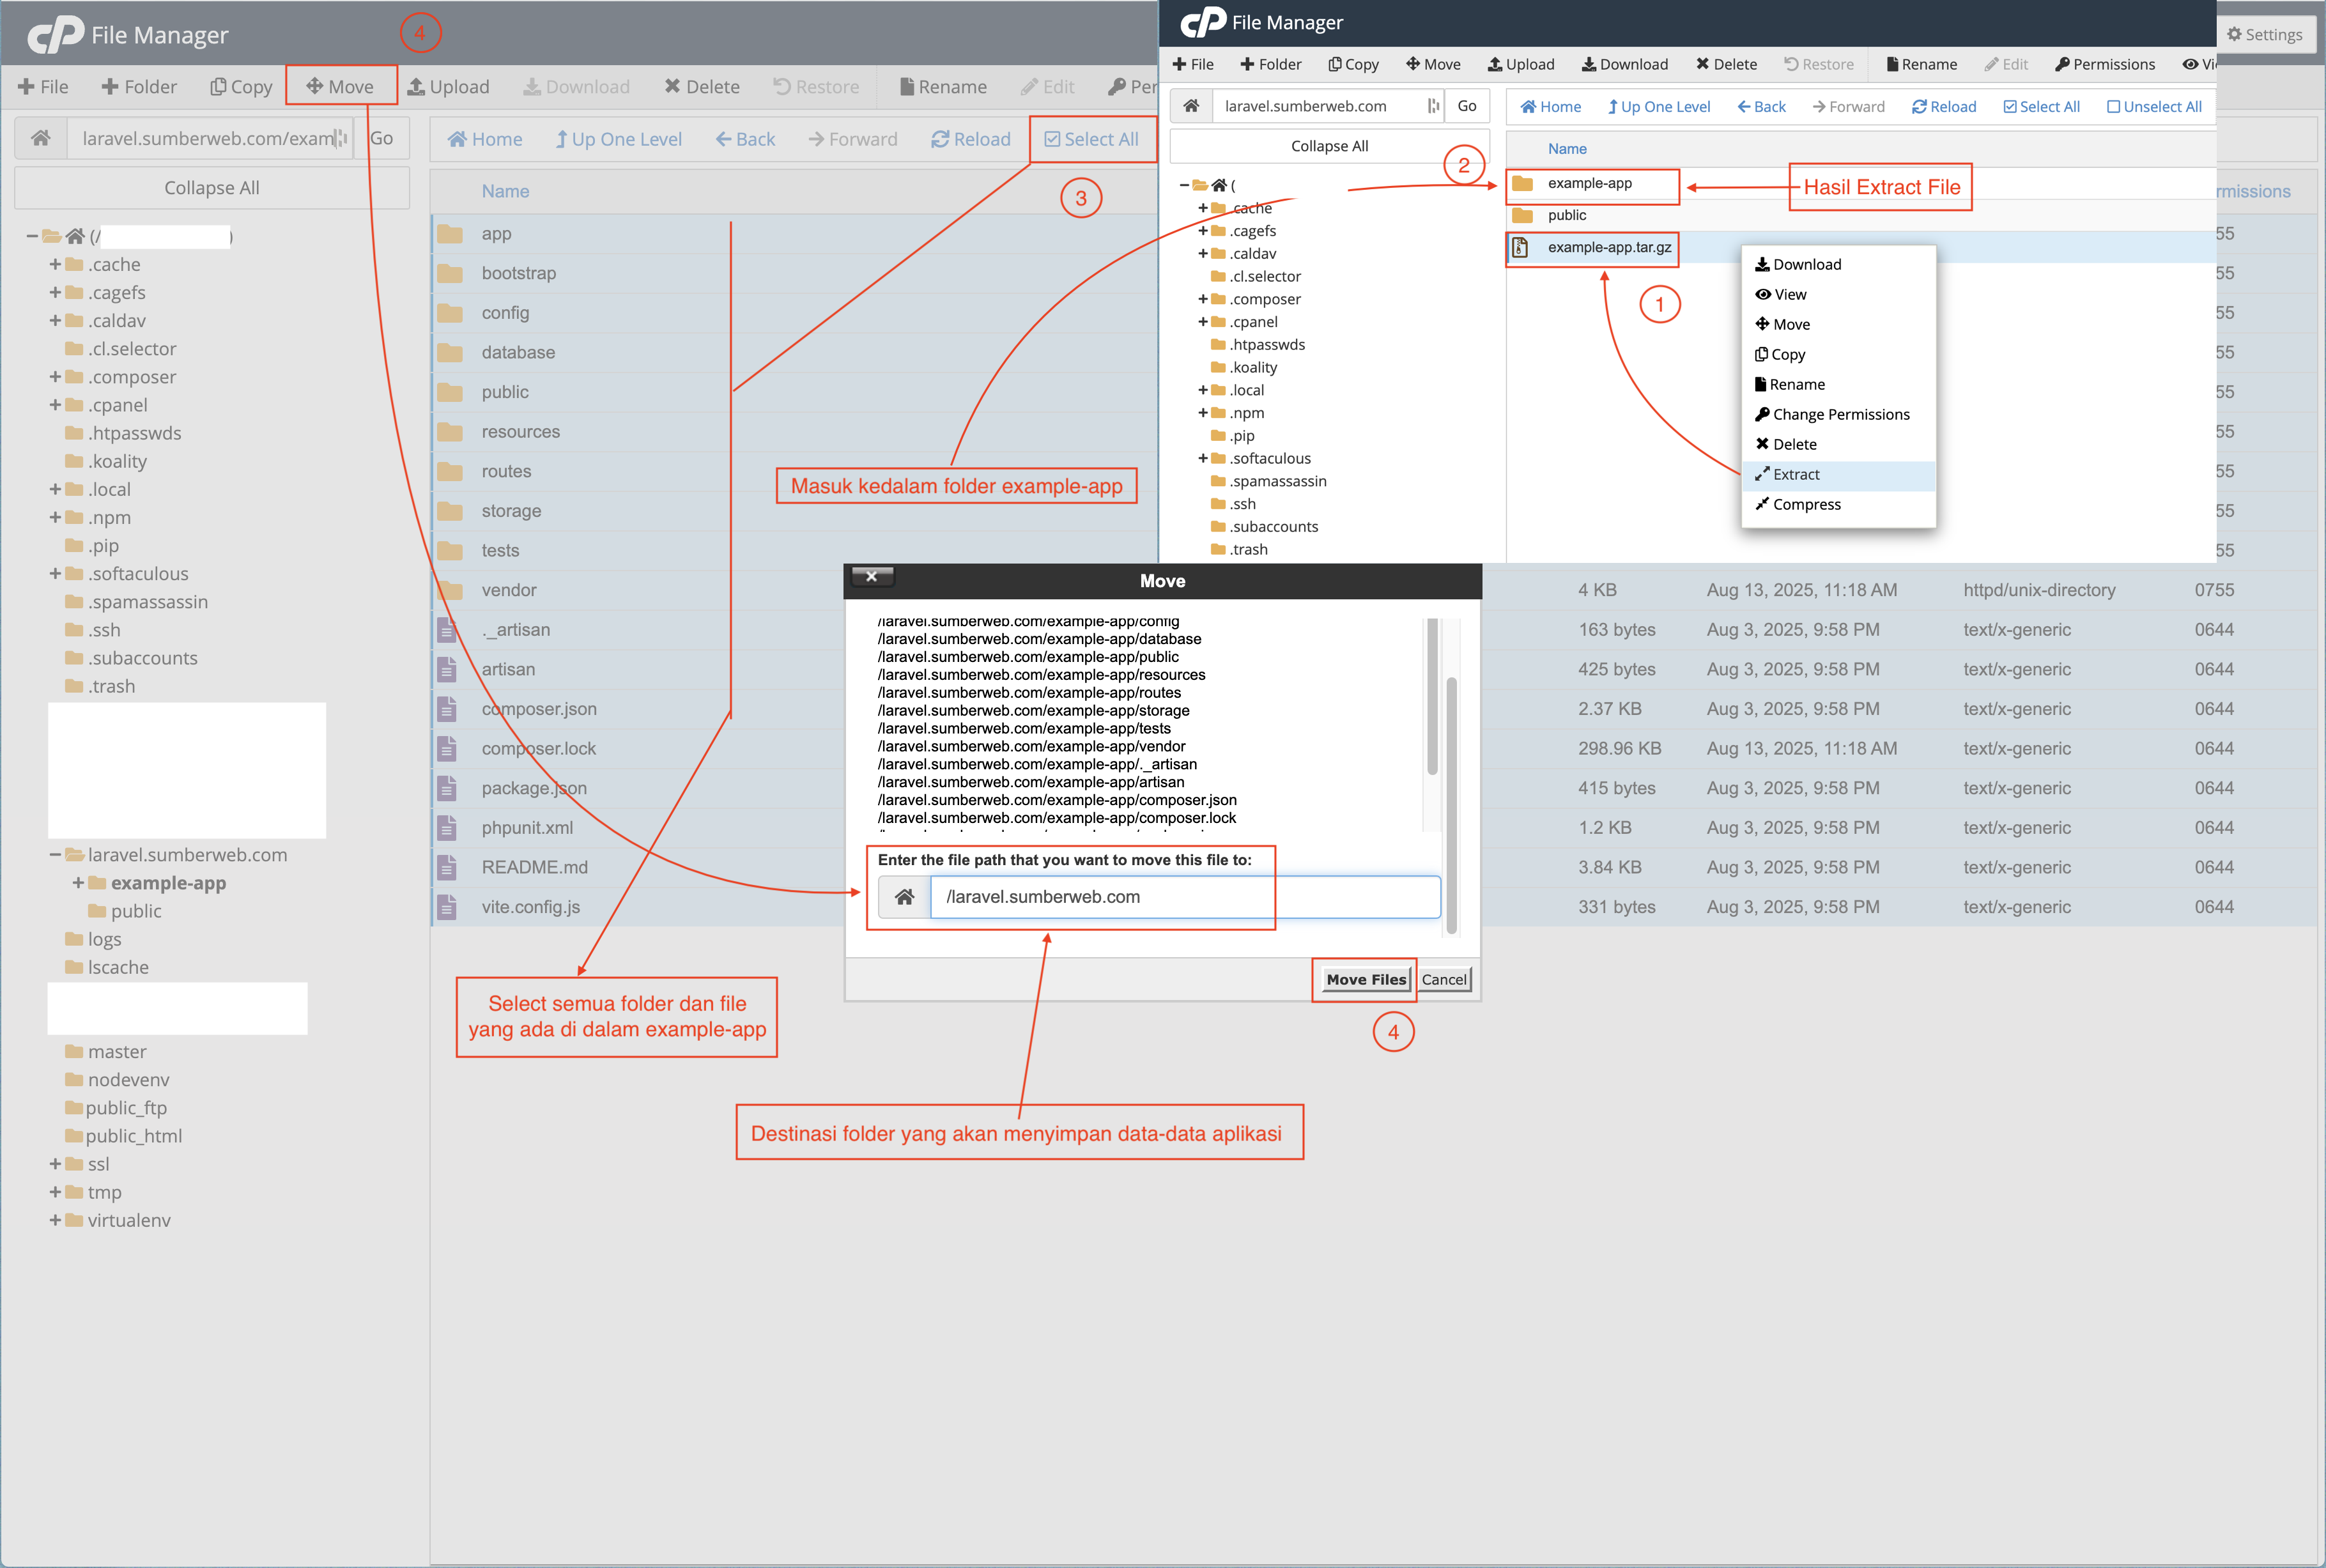 File Manager
4
File
Folder
Copy
Move
Upload
Download
Delete
Restore
Rename
Edit
Per
laravel.sumberweb.com/exam
Go
Home
Up One Level
Back
Forward
Reload
Select All
Collapse All
3
Name
(/ )
.cache
.cagefs
.caldav
.cl.selector
.composer
.cpanel
.htpasswds
.koality
.local
.npm
.pip
.softaculous
.spamassassin
.ssh
.subaccounts
.trash
laravel.sumberweb.com
example-app
public
logs
lscache
master
nodevenv
public_ftp
public_html
ssl
tmp
virtualenv
app
bootstrap
config
database
public
resources
routes
storage
tests
vendor
4 KB Aug 13, 2025, 11:18 AM httpd/unix-directory 0755
._artisan
163 bytes Aug 3, 2025, 9:58 PM text/x-generic 0644
artisan
425 bytes Aug 3, 2025, 9:58 PM text/x-generic 0644
composer.json
2.37 KB Aug 3, 2025, 9:58 PM text/x-generic 0644
composer.lock
298.96 KB Aug 13, 2025, 11:18 AM text/x-generic 0644
package.json
415 bytes Aug 3, 2025, 9:58 PM text/x-generic 0644
phpunit.xml
1.2 KB Aug 3, 2025, 9:58 PM text/x-generic 0644
README.md
3.84 KB Aug 3, 2025, 9:58 PM text/x-generic 0644
vite.config.js
331 bytes Aug 3, 2025, 9:58 PM text/x-generic 0644
Settings
rmissions
55
55
55
55
55
55
55
55
55
File Manager
File
Folder
Copy
Move
Upload
Download
Delete
Restore
Rename
Edit
Permissions
Vi
laravel.sumberweb.com
Go
Home
Up One Level
Back
Forward
Reload
Select All
Unselect All
Collapse All
2
Name
(
.cache
.cagefs
.caldav
.cl.selector
.composer
.cpanel
.htpasswds
.koality
.local
.npm
.pip
.softaculous
.spamassassin
.ssh
.subaccounts
.trash
example-app
Hasil Extract File
public
example-app.tar.gz
1
Download
View
Move
Copy
Rename
Change Permissions
Delete
Extract
Compress
Masuk kedalam folder example-app
Move
/laravel.sumberweb.com/example-app/config
/laravel.sumberweb.com/example-app/database
/laravel.sumberweb.com/example-app/public
/laravel.sumberweb.com/example-app/resources
/laravel.sumberweb.com/example-app/routes
/laravel.sumberweb.com/example-app/storage
/laravel.sumberweb.com/example-app/tests
/laravel.sumberweb.com/example-app/vendor
/laravel.sumberweb.com/example-app/._artisan
/laravel.sumberweb.com/example-app/artisan
/laravel.sumberweb.com/example-app/composer.json
/laravel.sumberweb.com/example-app/composer.lock
Enter the file path that you want to move this file to:
/laravel.sumberweb.com
Move Files
Cancel
4
Select semua folder dan file
yang ada di dalam example-app
Destinasi folder yang akan menyimpan data-data aplikasi